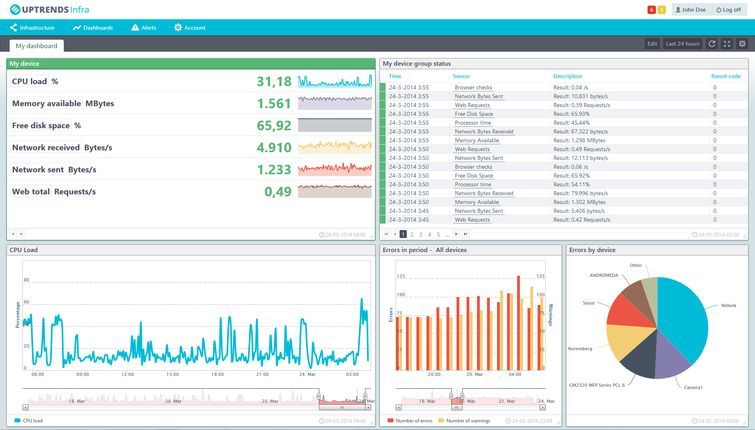 UPTRENDS Infra
6 1 John Doe Log off
Infrastructure Dashboards Alerts Account
My dashboard
Edit Last 24 hours
My device
CPU load % 31,18
Memory available MBytes 1.561
Free disk space % 65,92
Network received Bytes/s 4.910
Network sent Bytes/s 1.233
Web total Requests/s 0,49
24-03-2014 04:06
My device group status
Time Sensor Description Result code
24-3-2014 3:55 Browser checks Result: 0.04 /s 0
24-3-2014 3:55 Network Bytes Sent Result: 10.831 bytes/s 0
24-3-2014 3:55 Web Requests Result: 0.39 Requests/s 0
24-3-2014 3:55 Free Disk Space Result: 65.93% 0
24-3-2014 3:55 Processor time Result: 45.44% 0
24-3-2014 3:55 Network Bytes Received Result: 67.322 bytes/s 0
24-3-2014 3:55 Memory Available Result: 1.298 MBytes 0
24-3-2014 3:50 Web Requests Result: 0.49 Requests/s 0
24-3-2014 3:50 Network Bytes Sent Result: 12.113 bytes/s 0
24-3-2014 3:50 Browser checks Result: 0.06 /s 0
24-3-2014 3:50 Free Disk Space Result: 65.92% 0
24-3-2014 3:50 Processor time Result: 54.11% 0
24-3-2014 3:50 Network Bytes Received Result: 79.996 bytes/s 0
24-3-2014 3:50 Memory Available Result: 1.302 MBytes 0
24-3-2014 3:45 Network Bytes Sent Result: 5.406 bytes/s 0
24-3-2014 3:45 Web Requests Result: 0.42 Requests/s 0
1 2 3 4 5 ...
CPU Load
Percentage
80
60
40
20
0
06:00 09:00 12:00 15:00 18:00 21:00 24. Mar 03:00
18. Mar 20. Mar 22. Mar 24. Mar
CPU load
24-03-2014 04:06
Errors in period - All devices
Errors
Warnings
125 125
100 100
75 75
50 50
25 25
0 0
20:00 24. Mar 04:00
18. Mar 20. Mar 22. Mar 24. Mar
Number of errors Number of warnings
Errors by device
Other
ANDROMEDA
Seoul
Nuremborg
CM2320 MFP Series PCL 6
Camera1
Nebula
24-03-2014 04:06